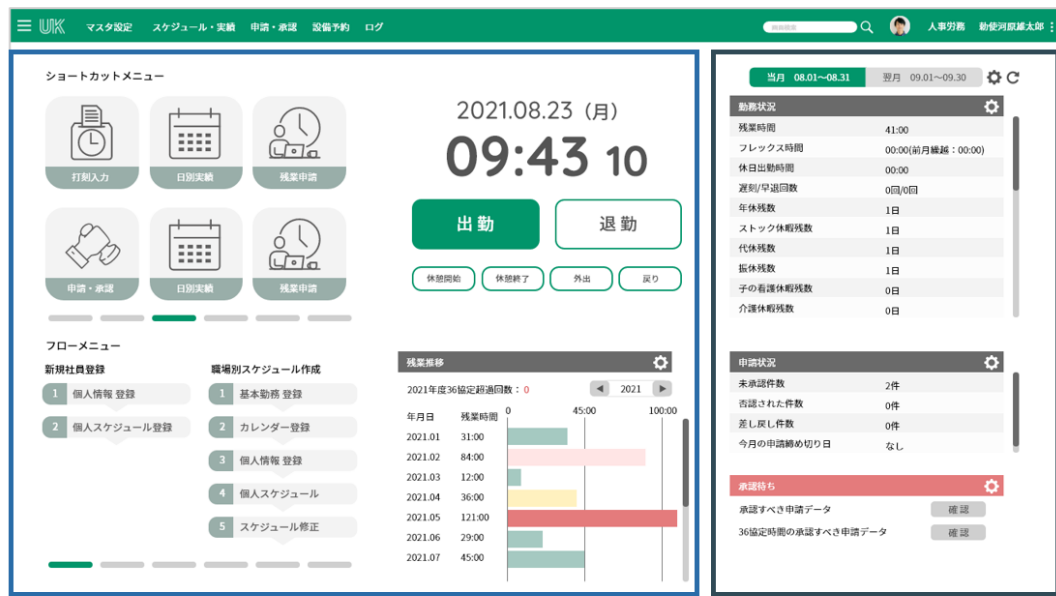 UK マスタ設定 スケジュール・実績 申請・承認 設備予約 ログ
人事労務 勅使河原雄太郎
ショートカットメニュー
打刻入力 日別実績 残業申請
申請・承認 日別実績 残業申請
2021.08.23（月）
09:43 10
出勤 退勤
休憩開始 休憩終了 外出 戻り
フローメニュー
新規社員登録
1 個人情報 登録
2 個人スケジュール登録
職場別スケジュール作成
1 基本勤務 登録
2 カレンダー登録
3 個人情報 登録
4 個人スケジュール
5 スケジュール修正
残業推移
2021年度36協定超過回数：0
2021
年月日 残業時間 0 45:00 100:00
2021.01 31:00
2021.02 84:00
2021.03 12:00
2021.04 36:00
2021.05 121:00
2021.06 29:00
2021.07 45:00
当月 08.01～08.31 翌月 09.01～09.30
勤務状況
残業時間 41:00
フレックス時間 00:00(前月繰越：00:00)
休日出勤時間 00:00
遅刻/早退回数 0回/0回
年休残数 1日
ストック休暇残数 1日
代休残数 1日
振休残数 1日
子の看護休暇残数 0日
介護休暇残数 0日
申請状況
未承認件数 2件
否認された件数 0件
差し戻し件数 0件
今月の申請締め切り日 なし
承認待ち
承認すべき申請データ 確認
36協定時間の承認すべき申請データ 確認